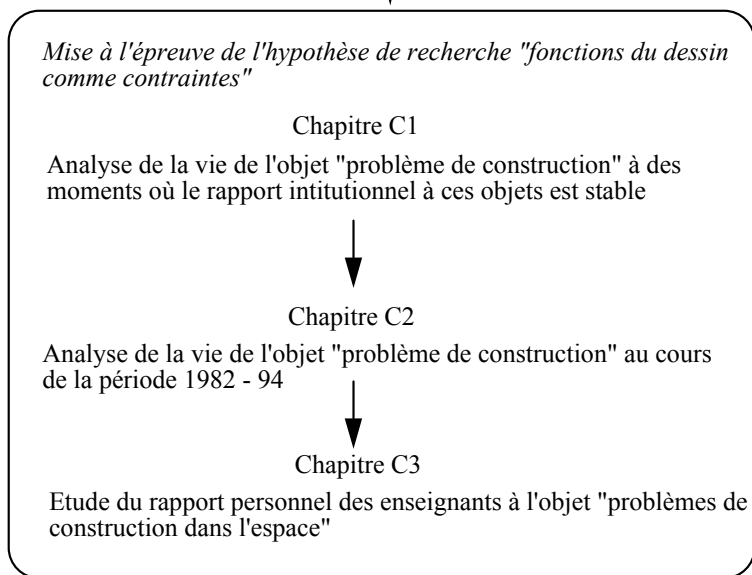 Mise à l'épreuve de l'hypothèse de recherche "fonctions du dessin
comme contraintes"
Chapitre C1
Analyse de la vie de l'objet "problème de construction" à des
moments où le rapport intitutionnel à ces objets est stable
Chapitre C2
Analyse de la vie de l'objet "problème de construction" au cours
de la période 1982 - 94
Chapitre C3
Etude du rapport personnel des enseignants à l'objet "problèmes de
construction dans l'espace"